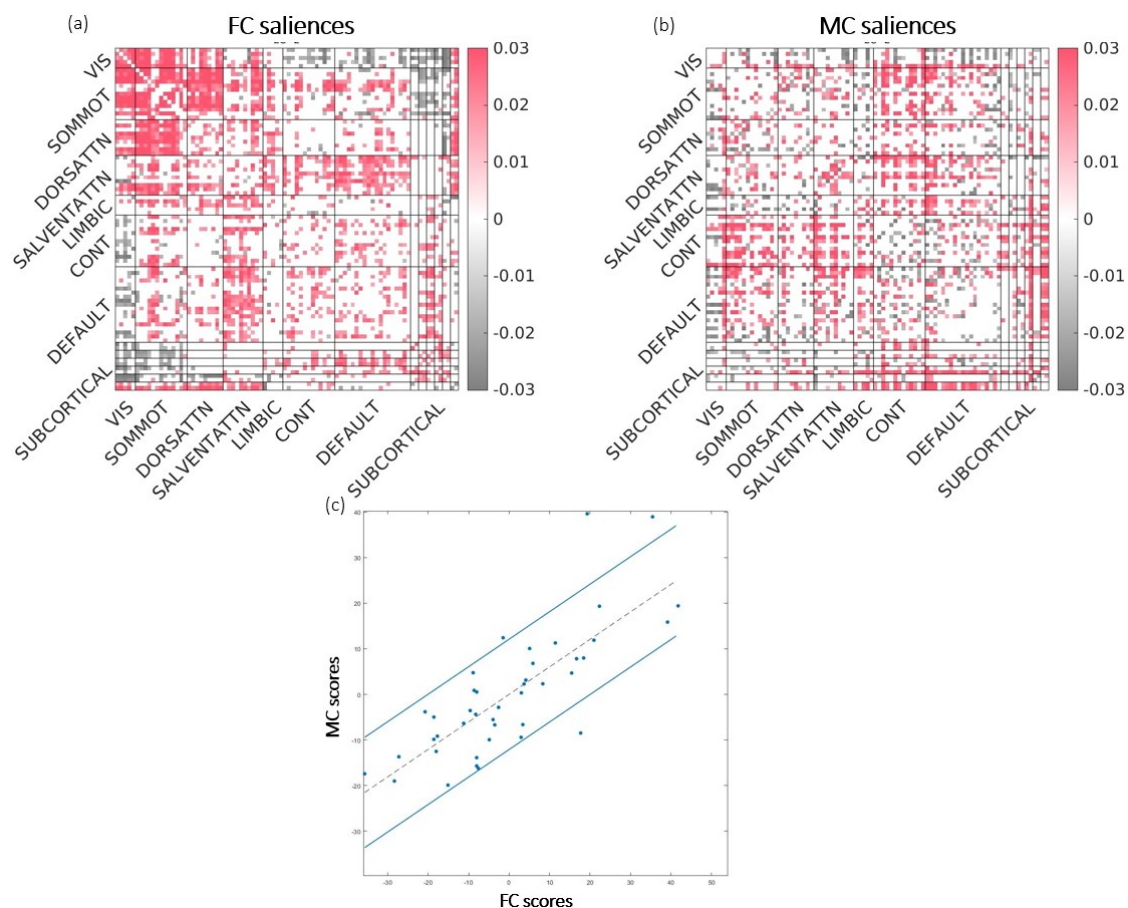 (a)
FC saliences
(b)
MC saliences
VIS
SOMMOT
DORSATTN
SALVENTATTN
LIMBIC
CONT
DEFAULT
SUBCORTICAL
VIS
SOMMOT
DORSATTN
SALVENTATTN
LIMBIC
CONT
DEFAULT
SUBCORTICAL
0.03
0.02
0.01
0
-0.01
-0.02
-0.03
VIS
SOMMOT
DORSATTN
SALVENTATTN
LIMBIC
CONT
DEFAULT
SUBCORTICAL
VIS
SOMMOT
DORSATTN
SALVENTATTN
LIMBIC
CONT
DEFAULT
SUBCORTICAL
0.03
0.02
0.01
0
-0.01
-0.02
-0.03
(c)
MC scores
40
30
20
10
0
-10
-20
-30
-30
-20
-10
0
10
20
30
40
50
FC scores